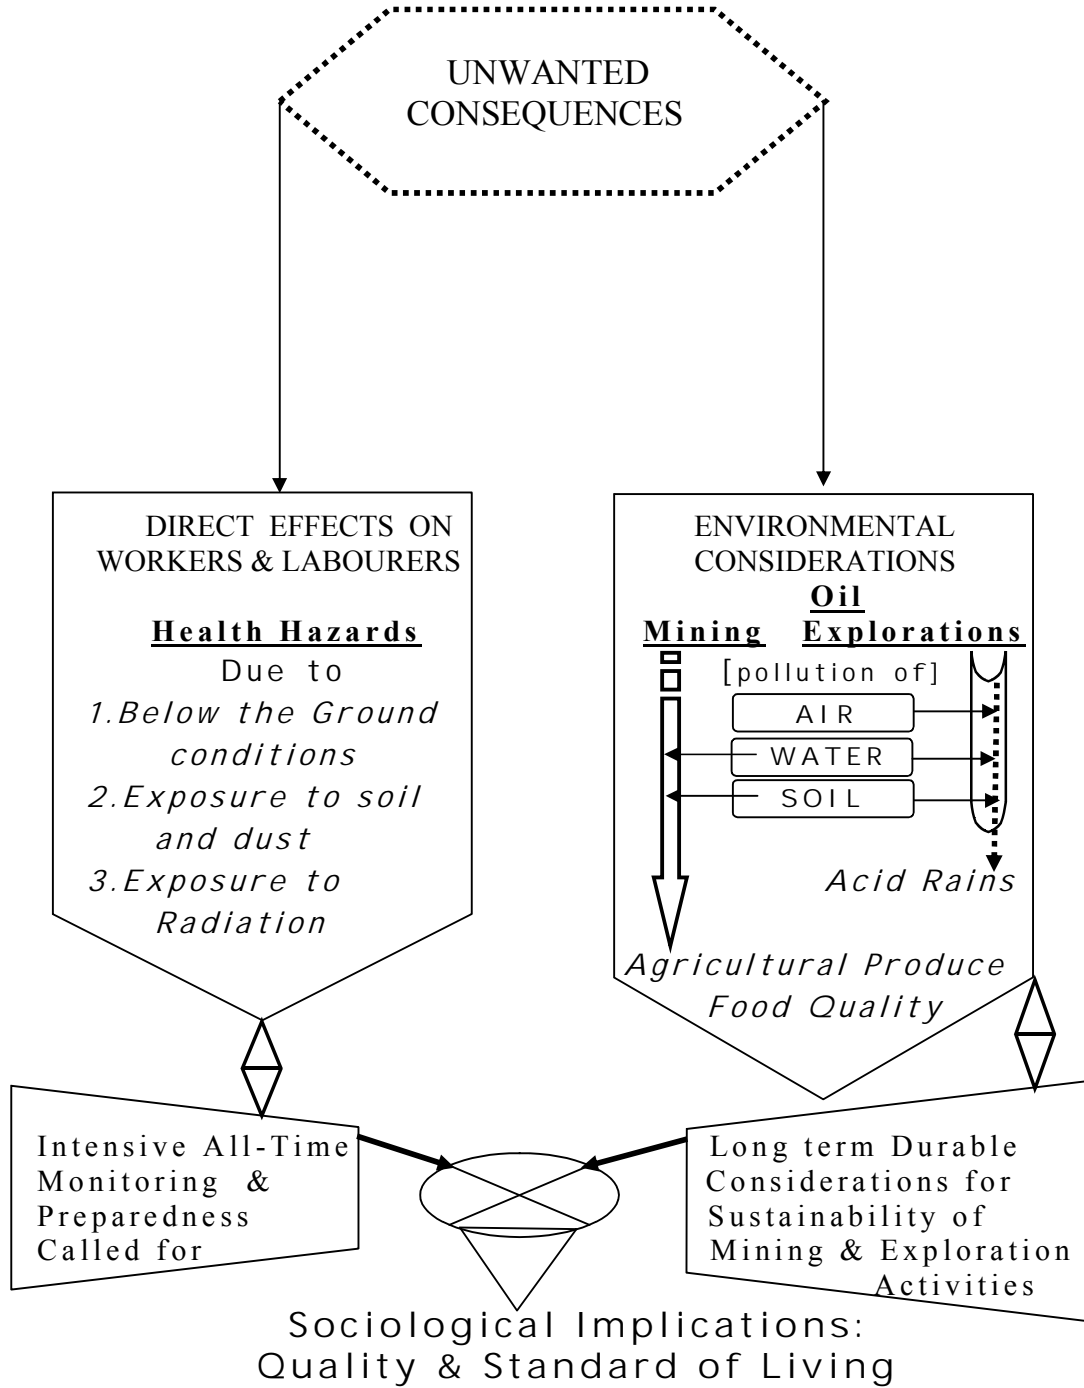 UNWANTED
CONSEQUENCES
DIRECT EFFECTS ON
WORKERS & LABOURERS
Health Hazards
Due to
1.Below the Ground
conditions
2.Exposure to soil
and dust
3.Exposure to
Radiation
ENVIRONMENTAL
CONSIDERATIONS
Oil
Mining Explorations
[pollution of]
AIR
WATER
SOIL
Acid Rains
Agricultural Produce
Food Quality
Intensive All-Time
Monitoring &
Preparedness
Called for
Long term Durable
Considerations for
Sustainability of
Mining & Exploration
Activities
Sociological Implications:
Quality & Standard of Living